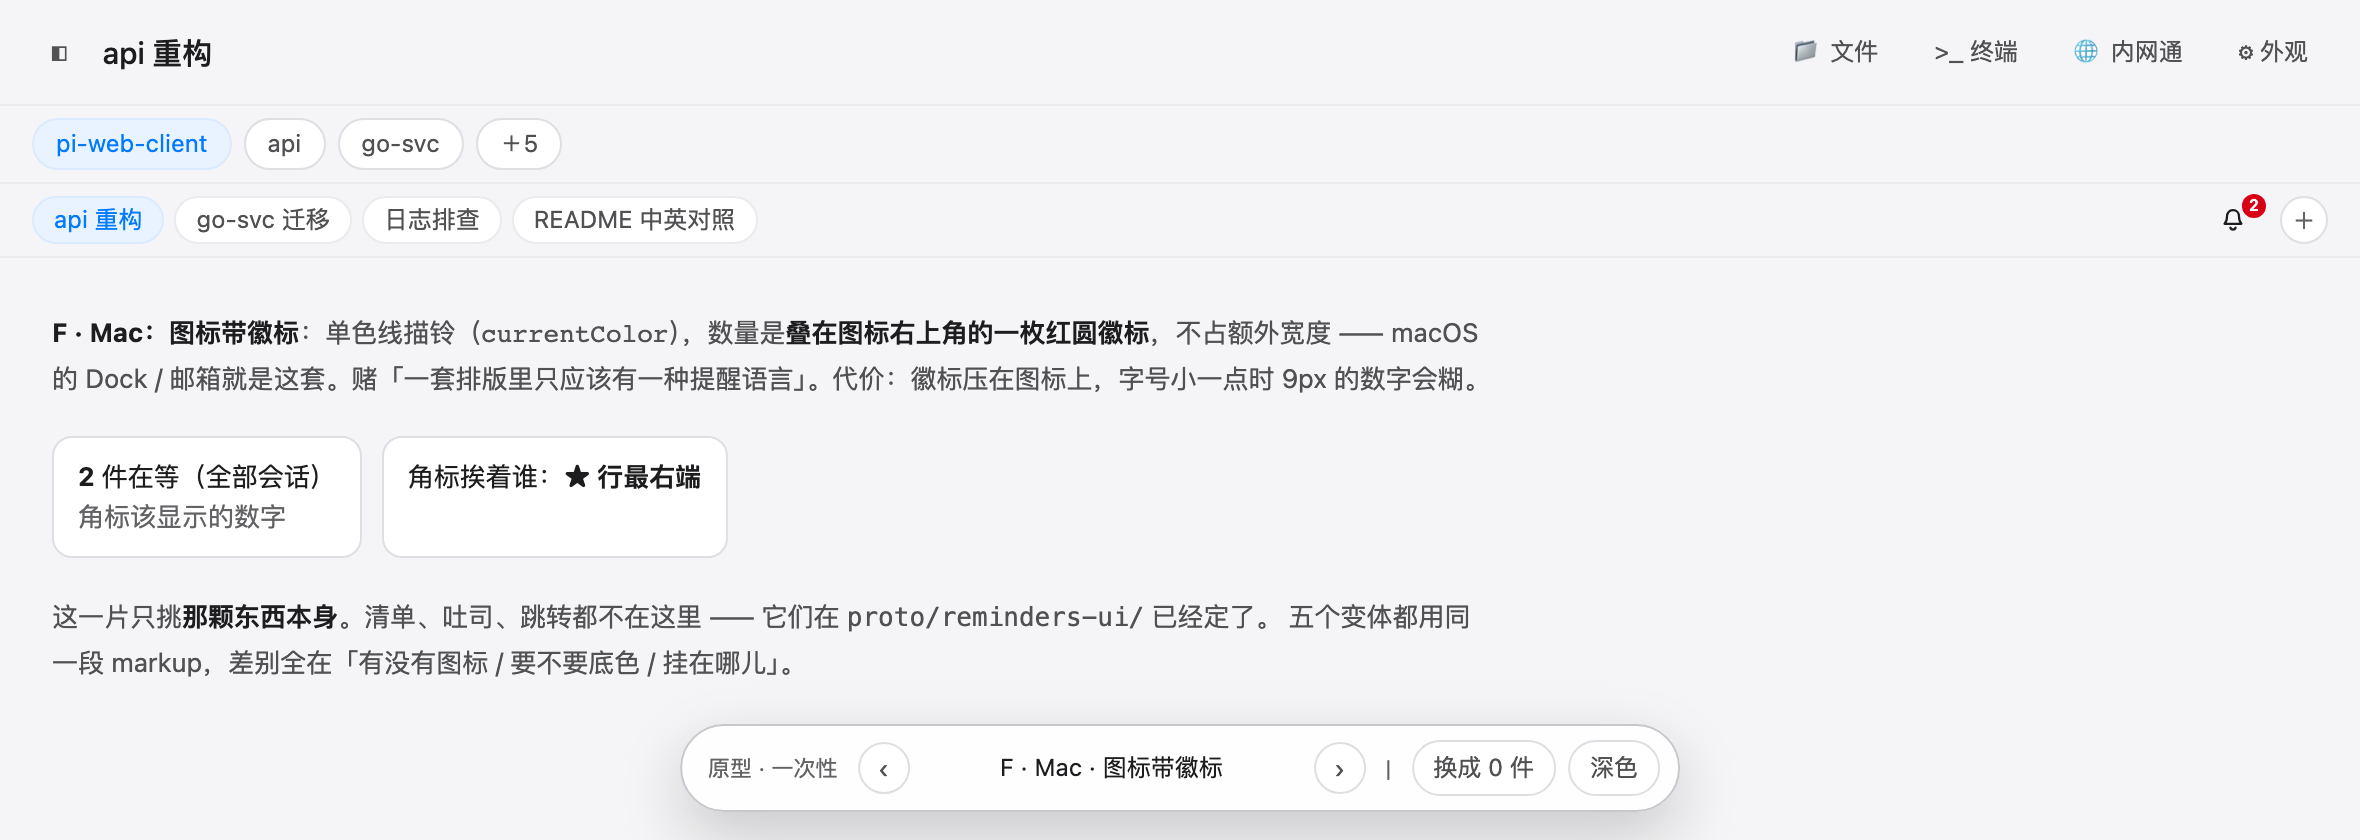 api 重构
文件 >_ 终端 内网通 外观
pi-web-client api go-svc +5
api 重构 go-svc 迁移 日志排查 README 中英对照 2 +
F · Mac：图标带徽标：单色线描铃（currentColor），数量是叠在图标右上角的一枚红圆徽标，不占额外宽度 —— macOS
的 Dock / 邮箱就是这套。赌「一套排版里只应该有一种提醒语言」。代价：徽标压在图标上，字号小一点时 9px 的数字会糊。
2 件在等（全部会话）
角标该显示的数字
角标挨着谁：★ 行最右端
这一片只挑那颗东西本身。清单、吐司、跳转都不在这里 —— 它们在 proto/reminders-ui/ 已经定了。 五个变体都用同
一段 markup，差别全在「有没有图标 / 要不要底色 / 挂在哪儿」。
原型 · 一次性 ‹ F · Mac · 图标带徽标 › | 换成 0 件 深色